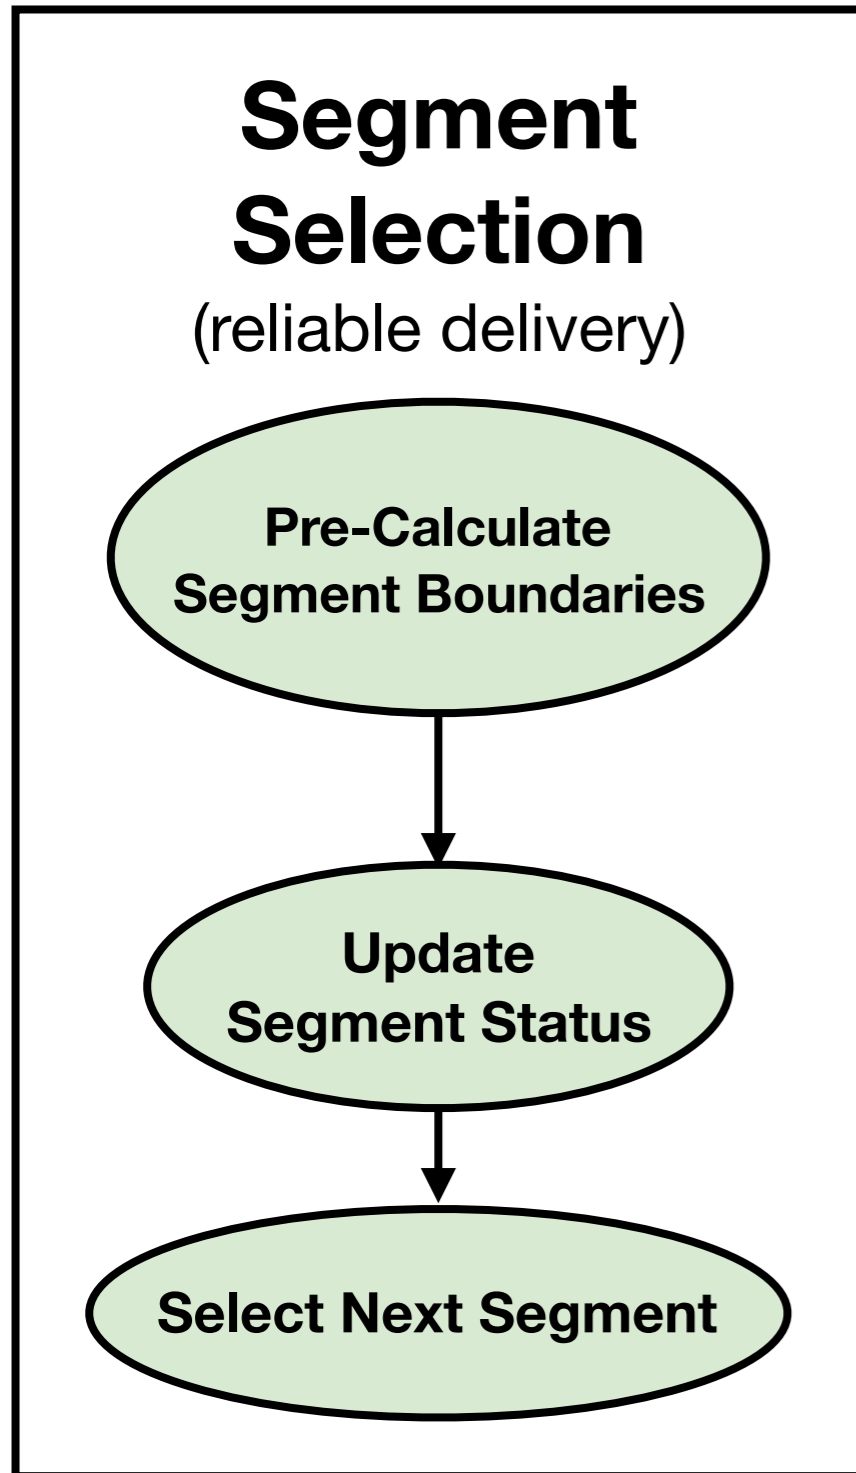 Segment
Selection
(reliable delivery)
Pre-Calculate
Segment Boundaries
Update
Segment Status
Select Next Segment